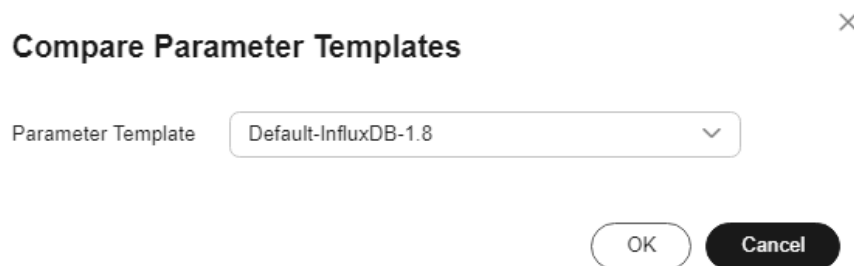 Compare Parameter Templates
Parameter Template Default-InfluxDB-1.8
OK Cancel